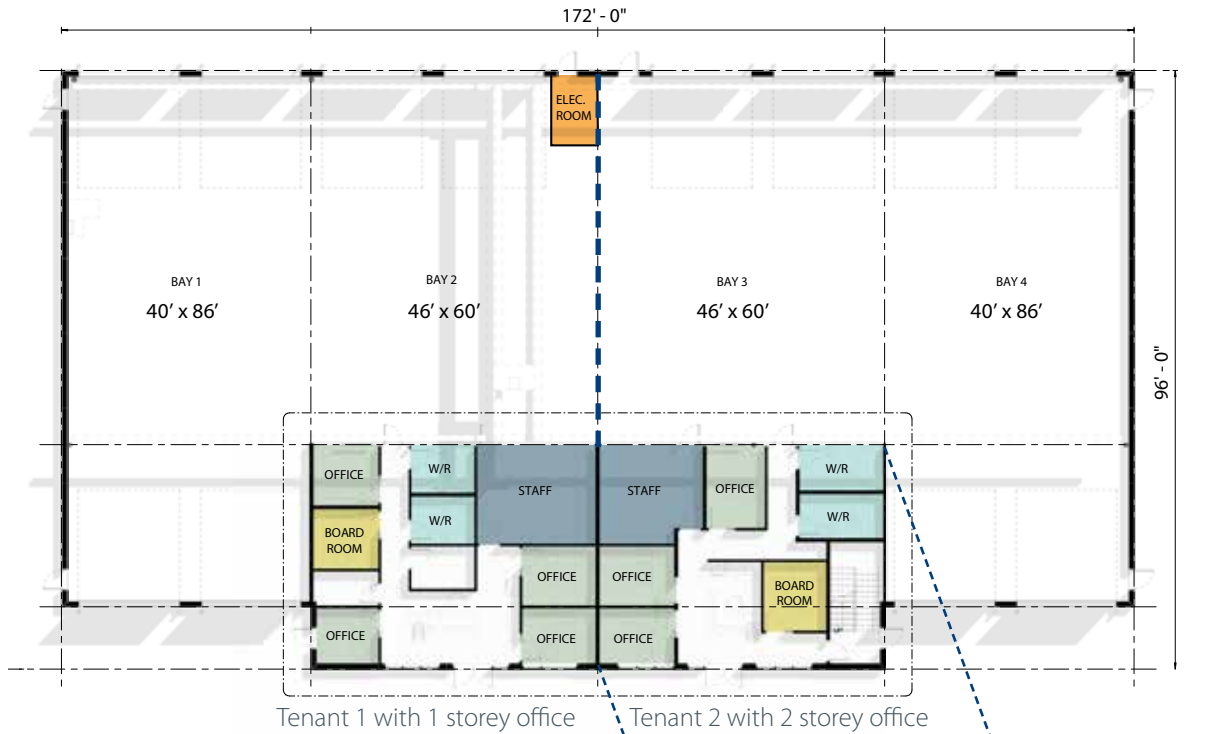 172' - 0"
ELEC.
ROOM
BAY 1
40’ x 86’
BAY 2
46’ x 60’
BAY 3
46’ x 60’
BAY 4
40’ x 86’
96' - 0"
OFFICE
W/R
STAFF
STAFF
OFFICE
W/R
BOARD
ROOM
W/R
W/R
OFFICE
OFFICE
BOARD
ROOM
OFFICE
OFFICE
OFFICE
Tenant 1 with 1 storey office
Tenant 2 with 2 storey office